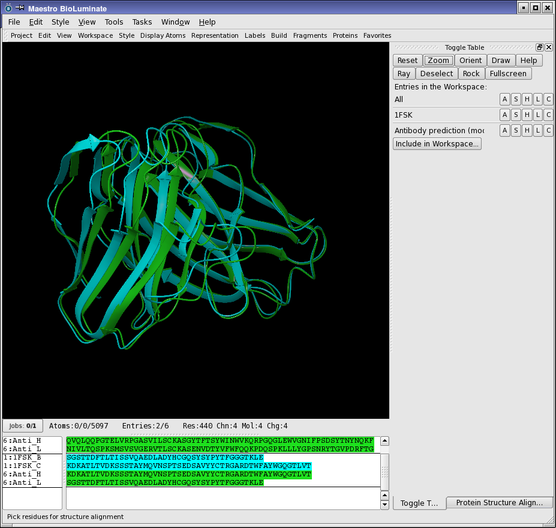 Maestro BioLuminate
File Edit Style View Tools Tasks Window Help
Project Edit View Workspace Style Display Atoms Representation Labels Build Fragments Proteins Favorites
Toggle Table
Reset Zoom Orient Draw Help
Ray Deselect Rock Fullscreen
Entries in the Workspace:
All A S H L C
1FSK A S H L C
Antibody prediction (mo A S H L C
Include in Workspace...
Jobs: 0/1 Atoms:0/0/5097 Entries:2/6 Res:440 Chn:4 Mol:4 Chg:4
6:Anti_H QVQLQQPGTELVRPGASVILSCKASGYTFTSYWINWVKQRPGQGLEWVGNIFPSDSYTNYNQKF
6:Anti_L NIVLTQSPKSMSVSVGERVTLSCKASENVDTYVFWFQQKPDQSPKLLLYGPSNRYTGVPDRFTG
1:1FSK_B SGSTTDFTLTISSVQAEDLADYHCGQSYSYPYTFGGGTKLE
1:1FSK_C KDKATLTVDKSSSTAYMQVNSPTSEDSAVYYCTRGARDTWFAYWGQGTLVT
6:Anti_H KDKATLTVDKSSSTAYMQVNSPTSEDSAVYYCTRGARDTWFAYWGQGTLVT
6:Anti_L SGSTTDFTLTISSVQAEDLADYHCGQSYSYPYTFGGGTKLE
Toggle T... Protein Structure Align...
Pick residues for structure alignment